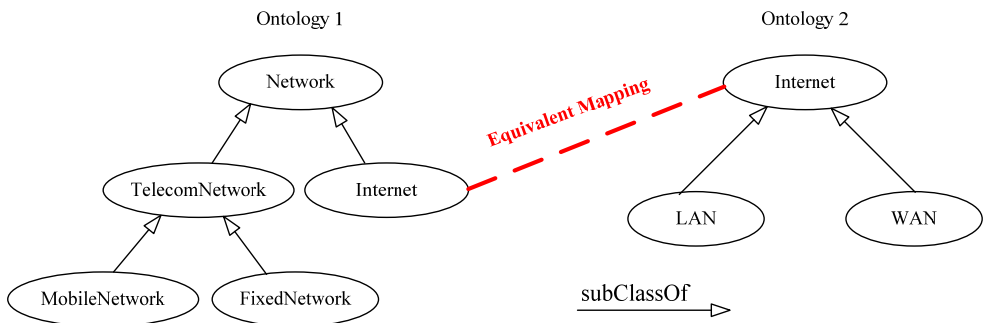 Ontology 1
Ontology 2
Network
Internet
Equivalent Mapping
TelecomNetwork
Internet
LAN
WAN
MobileNetwork
FixedNetwork
subClassOf